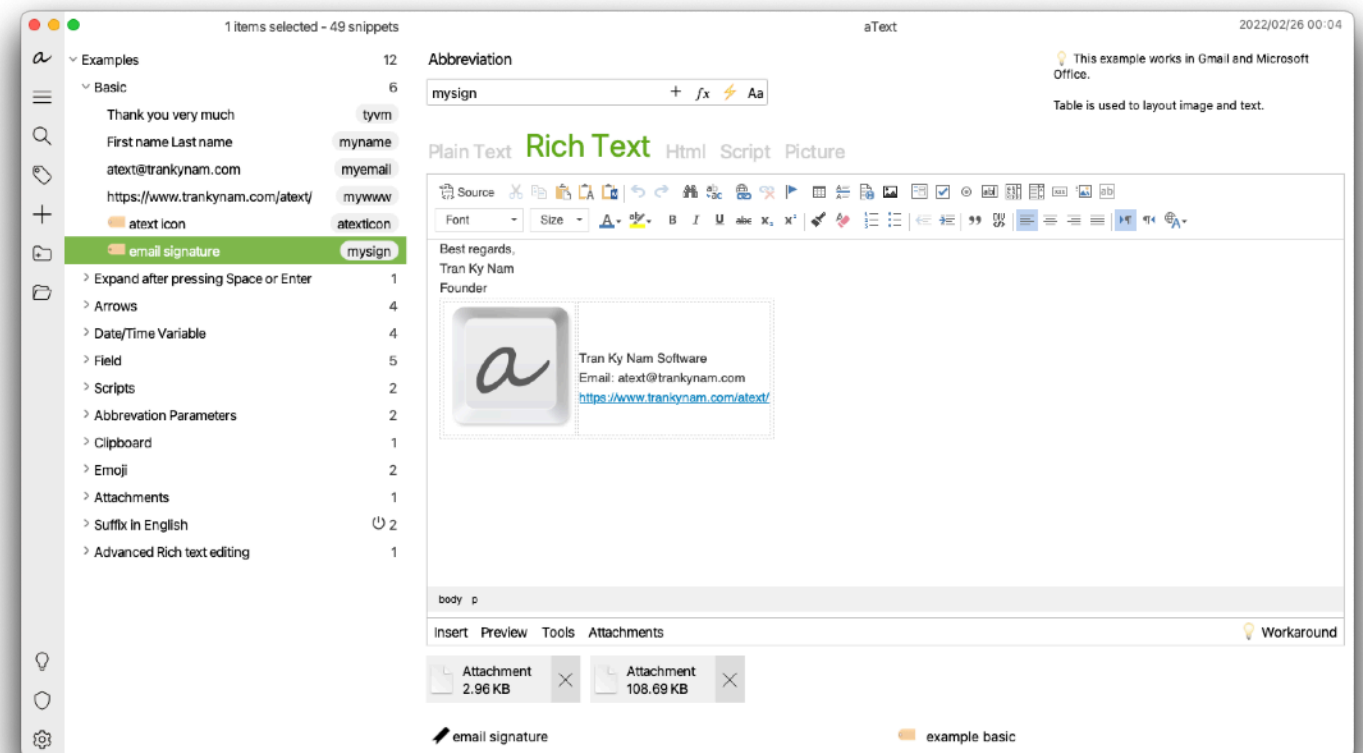 1 items selected - 49 snippets
aText
2022/02/26 00:04
a
Examples 12
Basic 6
Thank you very much tyvm
First name Last name myname
atext@trankynam.com myemail
https://www.trankynam.com/atext/ mywww
atext icon atexticon
email signature mysign
Expand after pressing Space or Enter 1
Arrows 4
Date/Time Variable 4
Field 5
Scripts 2
Abbrevation Parameters 2
Clipboard 1
Emoji 2
Attachments 1
Suffix in English 2
Advanced Rich text editing 1
Abbreviation
mysign + fx Aa
This example works in Gmail and Microsoft
Office.
Table is used to layout image and text.
Plain Text Rich Text Html Script Picture
Source
Font Size A ab B I U abc x₂ x²
Best regards,
Tran Ky Nam
Founder
a
Tran Ky Nam Software
Email: atext@trankynam.com
https://www.trankynam.com/atext/
body p
Insert Preview Tools Attachments Workaround
Attachment
2.96 KB
Attachment
108.69 KB
email signature
example basic